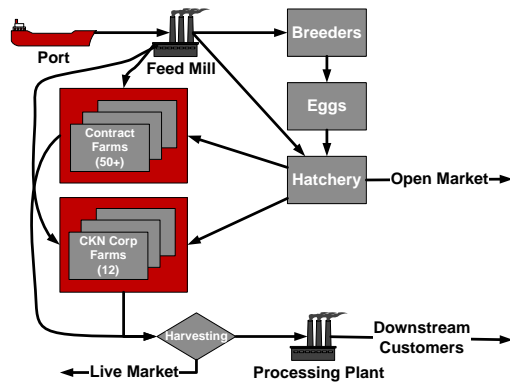 Port
Feed Mill
Breeders
Eggs
Contract
Farms
(50+)
Hatchery
Open Market
CKN Corp
Farms
(12)
Harvesting
Processing Plant
Downstream
Customers
Live Market